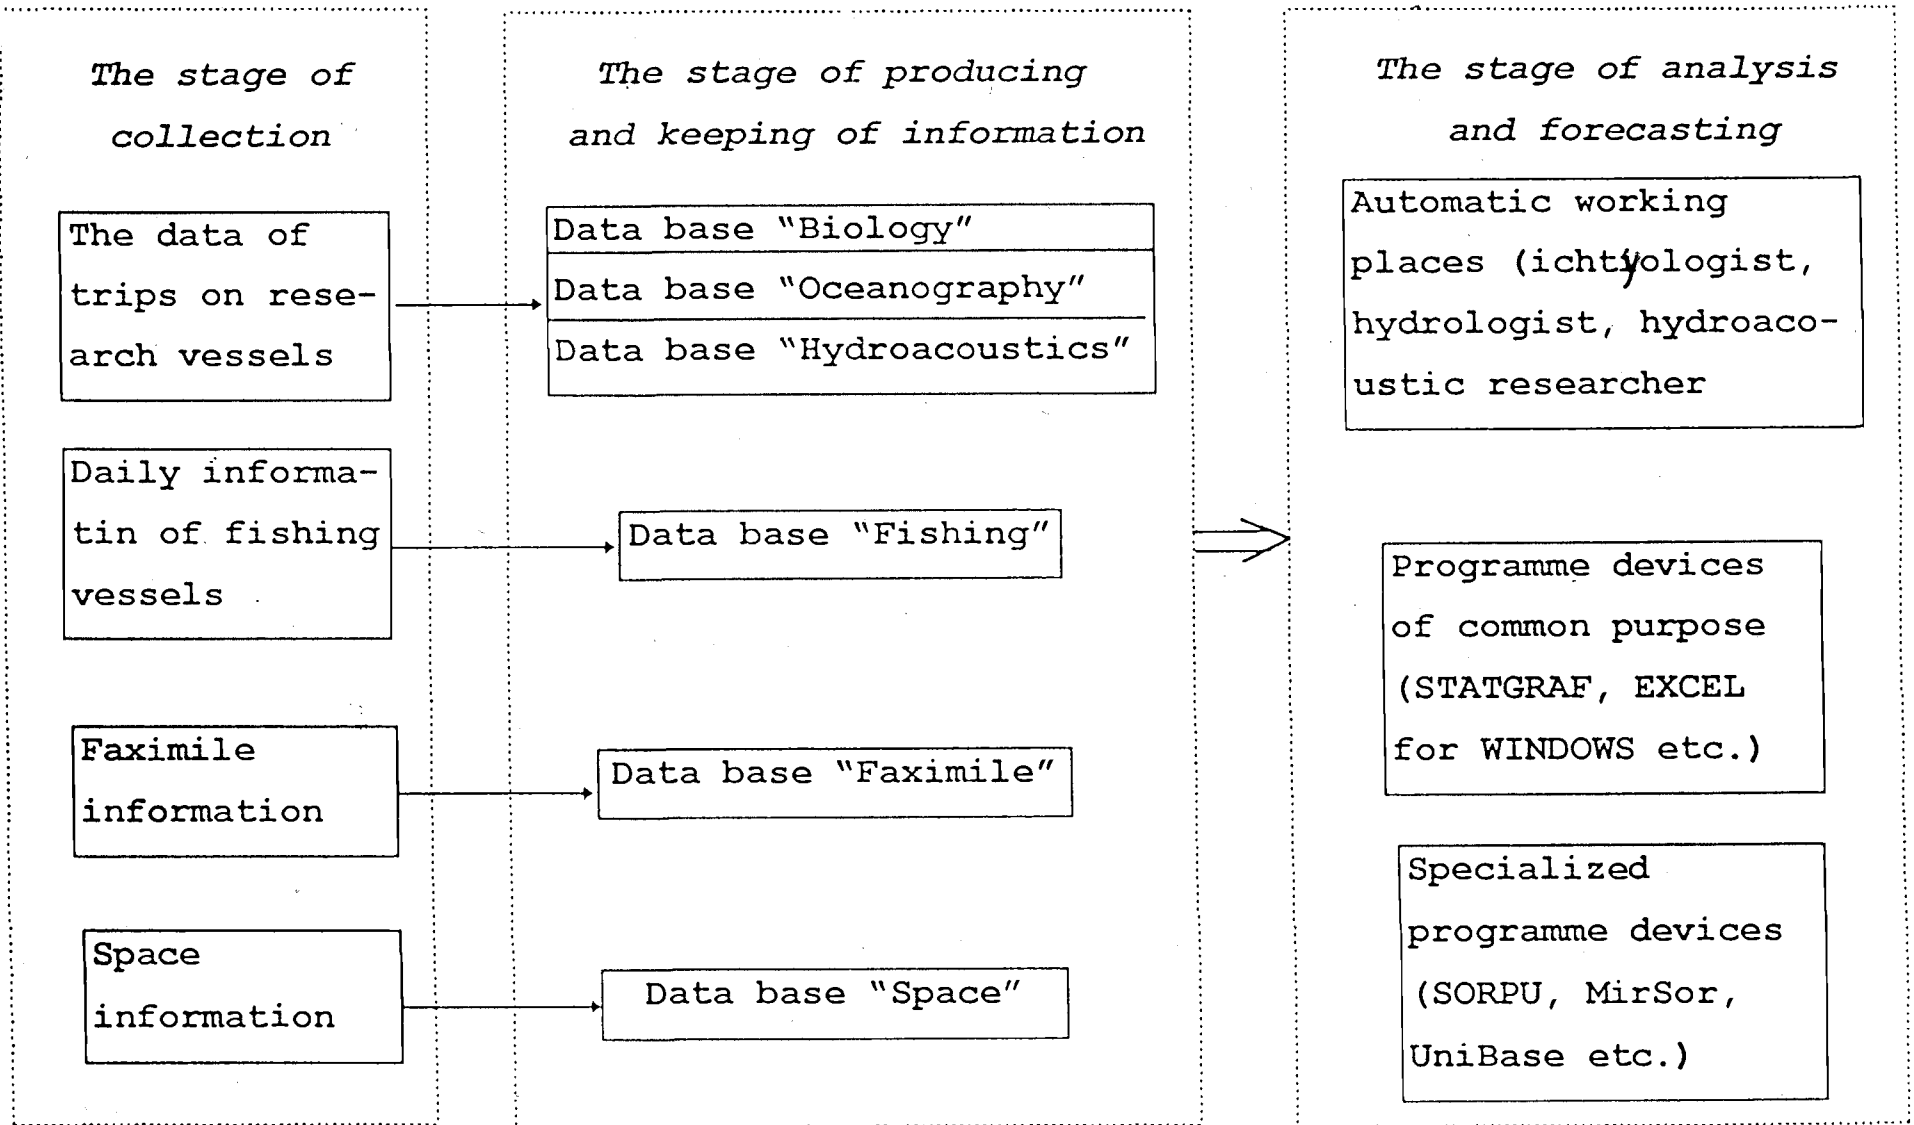 The stage of
collection
The data of
trips on rese-
arch vessels
Daily informa-
tin of fishing
vessels
Faximile
information
Space
information
The stage of producing
and keeping of information
Data base "Biology"
Data base "Oceanography"
Data base "Hydroacoustics"
Data base "Fishing"
Data base "Faximile"
Data base "Space"
The stage of analysis
and forecasting
Automatic working
places (ichtyologist,
hydrologist, hydroaco-
ustic researcher
Programme devices
of common purpose
(STATGRAF, EXCEL
for WINDOWS etc.)
Specialized
programme devices
(SORPU, MirSor,
UniBase etc.)